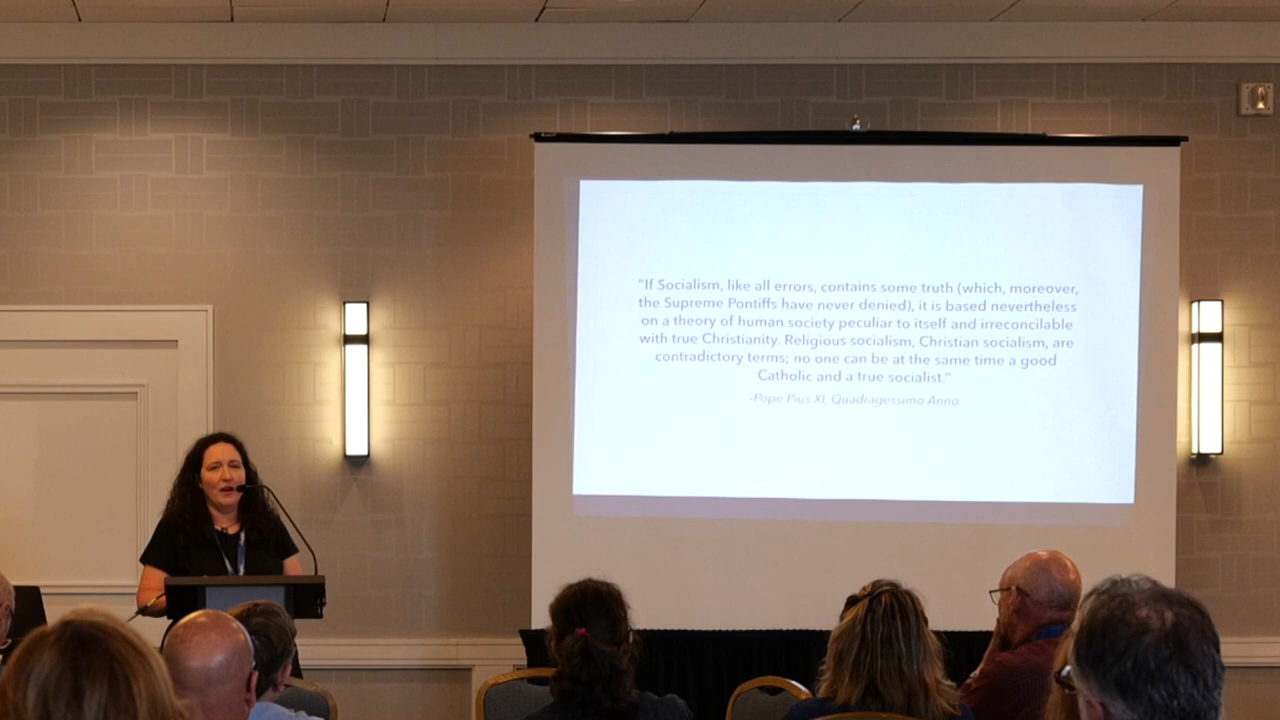 "If Socialism, like all errors, contains some truth (which, moreover,
the Supreme Pontiffs have never denied), it is based nevertheless
on a theory of human society peculiar to itself and irreconcilable
with true Christianity. Religious socialism, Christian socialism, are
contradictory terms; no one can be at the same time a good
Catholic and a true socialist."
-Pope Pius XI, Quadragessimo Anno